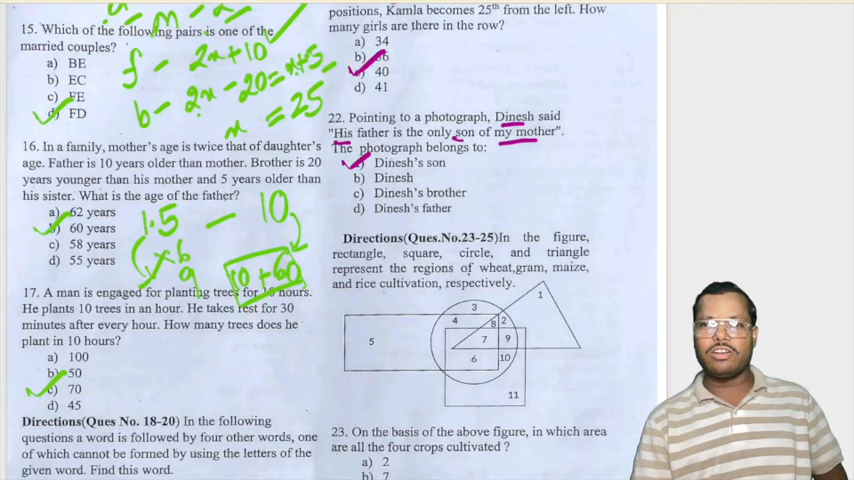 15. Which of the following pairs is one of the
married couples?
a) BE
b) EC
c) FE
d) FD
m
f - 2x+10
b - 2x - 20 = x+5
x = 25
16. In a family, mother's age is twice that of daughter's
age. Father is 10 years older than mother. Brother is 20
years younger than his mother and 5 years older than
his sister. What is the age of the father?
a) 62 years
b) 60 years
c) 58 years
d) 55 years
1.5 - 10
×6
9
10+60
17. A man is engaged for planting trees for 10 hours.
He plants 10 trees in an hour. He takes rest for 30
minutes after every hour. How many trees does he
plant in 10 hours?
a) 100
b) 50
c) 70
d) 45
Directions(Ques No. 18-20) In the following
questions a word is followed by four other words, one
of which cannot be formed by using the letters of the
given word. Find this word.
positions, Kamla becomes 25th from the left. How
many girls are there in the row?
a) 34
b) 36
40
d) 41
22. Pointing to a photograph, Dinesh said
"His father is the only son of my mother".
The photograph belongs to:
Dinesh's son
b) Dinesh
c) Dinesh's brother
d) Dinesh's father
Directions(Ques.No.23-25)In the figure,
rectangle, square, circle, and triangle
represent the regions of wheat,gram, maize,
and rice cultivation, respectively.
1
3
4
8
2
5
7
9
6
10
11
23. On the basis of the above figure, in which area
are all the four crops cultivated ?
a) 2
b) 7